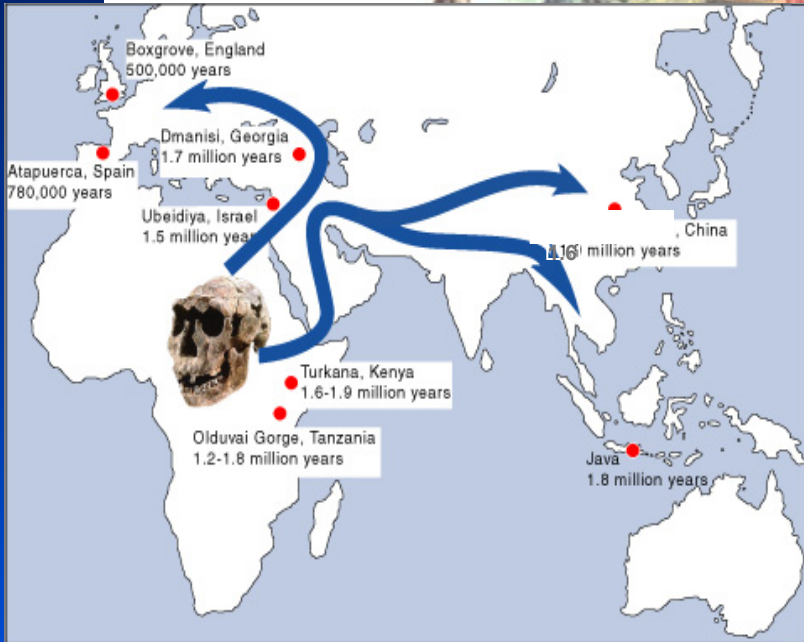 Boxgrove, England
500,000 years
Dmanisi, Georgia
1.7 million years
Atapuerca, Spain
780,000 years
Ubeidiya, Israel
1.5 million year
, China
million years
Turkana, Kenya
1.6-1.9 million years
Olduvai Gorge, Tanzania
1.2-1.8 million years
Java
1.8 million years